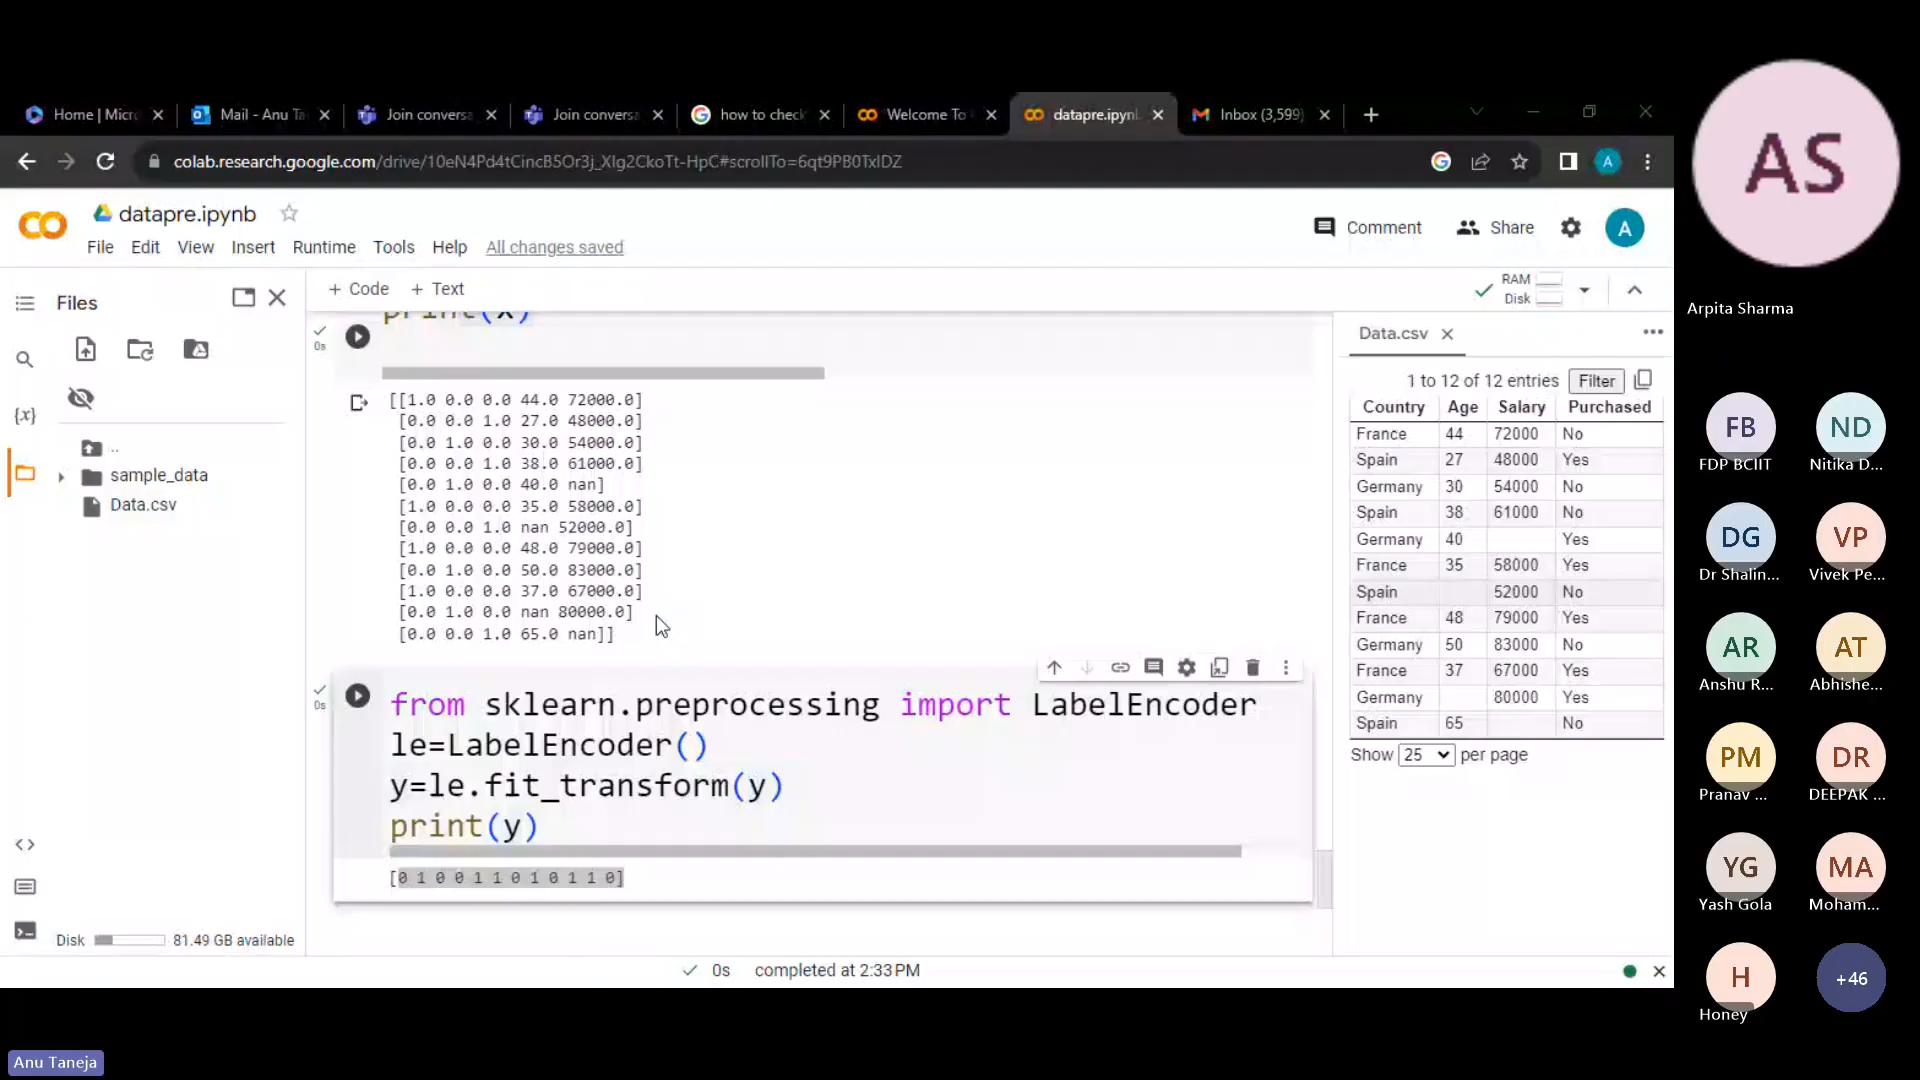 Home | Micr
Mail - Anu Ta
Join conversa
Join conversa
how to check
Welcome To
datapre.ipynl
Inbox (3,599)
colab.research.google.com/drive/10eN4Pd4tCincB5Or3j_XIg2CkoTt-HpC#scrollTo=6qt9PB0TxIDZ
A
datapre.ipynb
File Edit View Insert Runtime Tools Help All changes saved
Comment
Share
A
Files
+ Code + Text
RAM
Disk
{x}
..
sample_data
Data.csv
Disk 81.49 GB available
print(x)
0s
[[1.0 0.0 0.0 44.0 72000.0]
[0.0 0.0 1.0 27.0 48000.0]
[0.0 1.0 0.0 30.0 54000.0]
[0.0 0.0 1.0 38.0 61000.0]
[0.0 1.0 0.0 40.0 nan]
[1.0 0.0 0.0 35.0 58000.0]
[0.0 0.0 1.0 nan 52000.0]
[1.0 0.0 0.0 48.0 79000.0]
[0.0 1.0 0.0 50.0 83000.0]
[1.0 0.0 0.0 37.0 67000.0]
[0.0 1.0 0.0 nan 80000.0]
[0.0 0.0 1.0 65.0 nan]]
0s
from sklearn.preprocessing import LabelEncoder
le=LabelEncoder()
y=le.fit_transform(y)
print(y)
[0 1 0 0 1 1 0 1 0 1 1 0]
0s completed at 2:33 PM
Data.csv
1 to 12 of 12 entries Filter
Country Age Salary Purchased
France 44 72000 No
Spain 27 48000 Yes
Germany 30 54000 No
Spain 38 61000 No
Germany 40 Yes
France 35 58000 Yes
Spain 52000 No
France 48 79000 Yes
Germany 50 83000 No
France 37 67000 Yes
Germany 80000 Yes
Spain 65 No
Show 25 per page
AS
Arpita Sharma
FB ND
FDP BCIIT Nitika D...
DG VP
Dr Shalin... Vivek Pe...
AR AT
Anshu R... Abhishe...
PM DR
Pranav ... DEEPAK ...
YG MA
Yash Gola Moham...
H +46
Honey
Anu Taneja